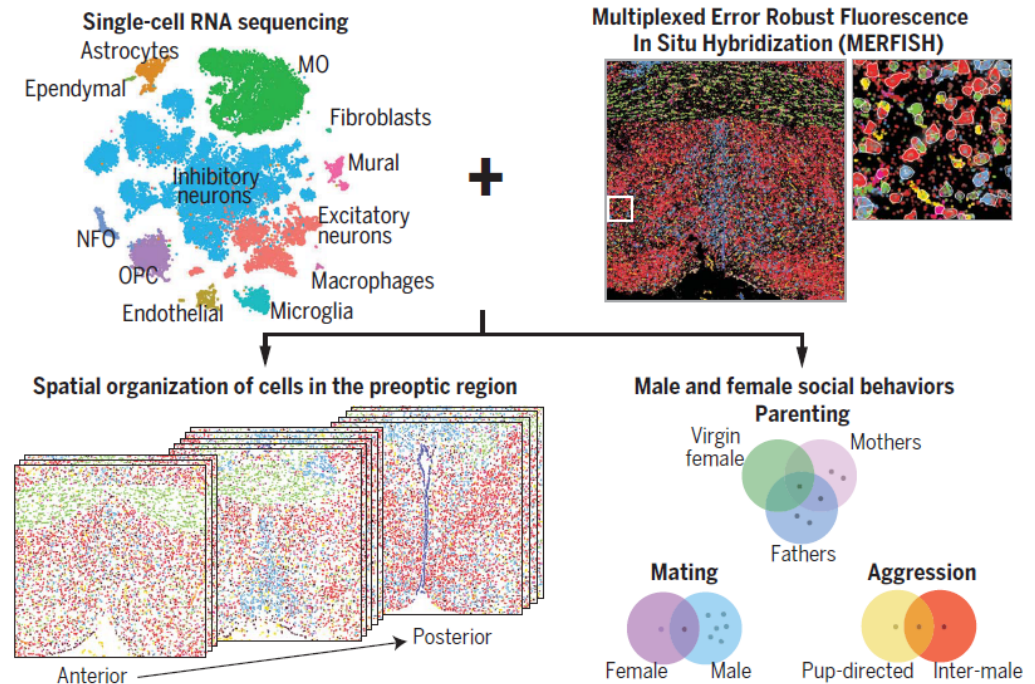 Single-cell RNA sequencing
Astrocytes
Ependymal
MO
Fibroblasts
Mural
Inhibitory
neurons
Excitatory
neurons
NFO
OPC
Macrophages
Endothelial
Microglia
+
Multiplexed Error Robust Fluorescence
In Situ Hybridization (MERFISH)
Spatial organization of cells in the preoptic region
Anterior
Posterior
Male and female social behaviors
Parenting
Virgin
female
Mothers
Fathers
Mating
Female
Male
Aggression
Pup-directed
Inter-male